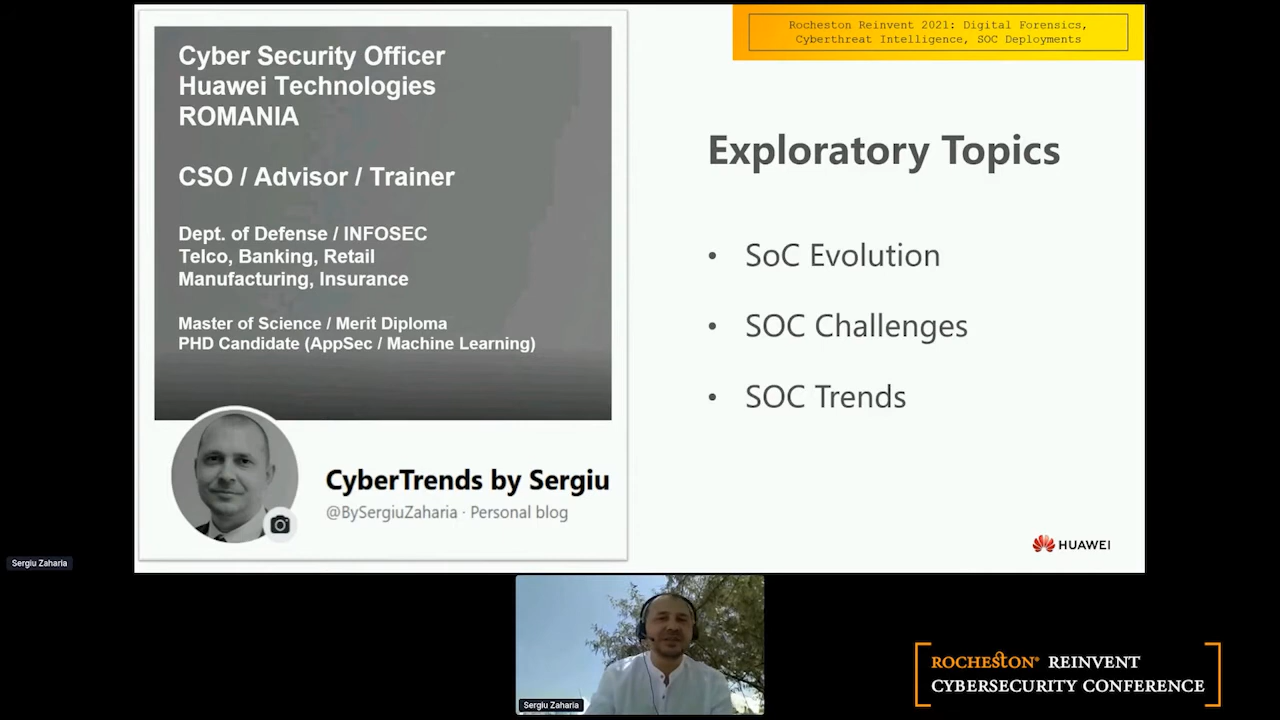 Cyber Security Officer
Huawei Technologies
ROMANIA
CSO / Advisor / Trainer
Dept. of Defense / INFOSEC
Telco, Banking, Retail
Manufacturing, Insurance
Master of Science / Merit Diploma
PHD Candidate (AppSec / Machine Learning)
CyberTrends by Sergiu
@BySergiuZaharia · Personal blog
Rocheston Reinvent 2021: Digital Forensics,
Cyberthreat Intelligence, SOC Deployments
Exploratory Topics
• SoC Evolution
• SOC Challenges
• SOC Trends
HUAWEI
Sergiu Zaharia
Sergiu Zaharia
ROCHESTON® REINVENT
CYBERSECURITY CONFERENCE